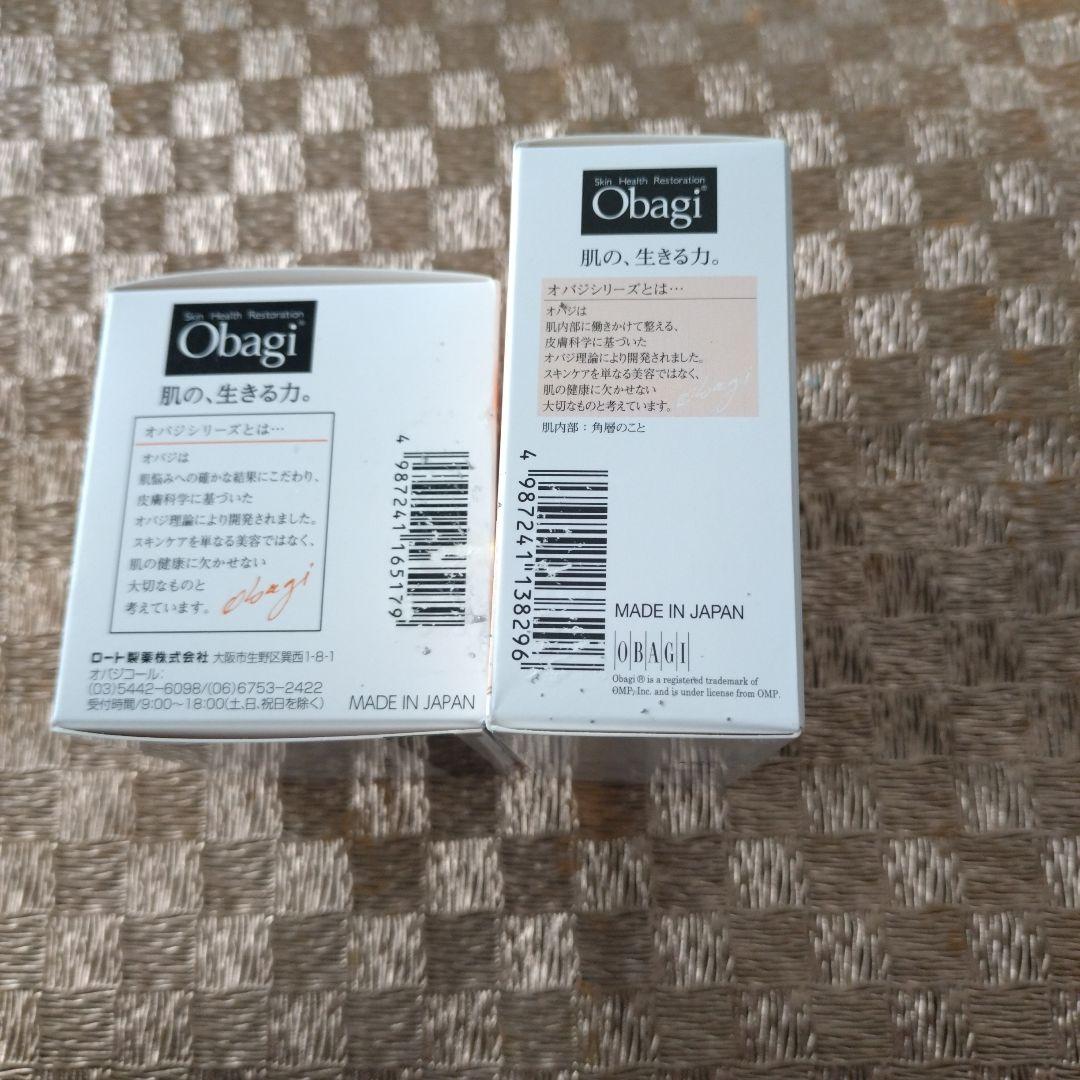 Skin Health Restoration
Obagi®
肌の、生きる力。
オバジシリーズとは…
オバジは
肌悩みへの確かな結果にこだわり、
皮膚科学に基づいた
オバジ理論により開発されました。
スキンケアを単なる美容ではなく、
肌の健康に欠かせない
大切なものと
考えています。
obagi
4 987241 165179
ロート製薬株式会社 大阪市生野区巽西1-8-1
オバジコール:
(03)5442-6098/(06)6753-2422
受付時間/9:00〜18:00(土、日、祝日を除く)
MADE IN JAPAN
Skin Health Restoration
Obagi®
肌の、生きる力。
オバジシリーズとは…
オバジは
肌内部に働きかけて整える、
皮膚科学に基づいた
オバジ理論により開発されました。
スキンケアを単なる美容ではなく、
肌の健康に欠かせない
大切なものと考えています。
obagi
肌内部：角層のこと
4 987241 138296
MADE IN JAPAN
OBAGI
Obagi ® is a registered trademark of
OMP, Inc. and is under license from OMP.